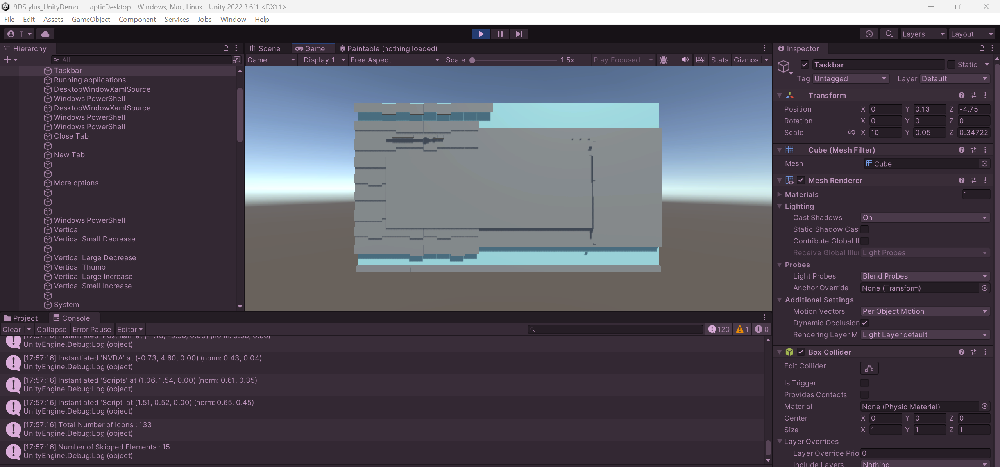 9DStylus_UnityDemo - HapticDesktop - Windows, Mac, Linux - Unity 2022.3.6f1 <DX11>
File Edit Assets GameObject Component Services Jobs Window Help
T Layers Layout
Hierarchy
All
Taskbar
Running applications
DesktopWindowXamlSource
Windows PowerShell
DesktopWindowXamlSource
Windows PowerShell
Windows PowerShell
Close Tab
New Tab
More options
Windows PowerShell
Vertical
Vertical Small Decrease
Vertical Large Decrease
Vertical Thumb
Vertical Large Increase
Vertical Small Increase
System
Scene Game Paintable (nothing loaded)
Game Display 1 Free Aspect Scale 1.5x Play Focused Stats Gizmos
Project Console
Clear Collapse Error Pause Editor 120 1 0
[17:57:16] Instantiated 'Postman' at (-1.18, -3.56, 0.00) (norm: 0.38, 0.86)
UnityEngine.Debug:Log (object)
[17:57:16] Instantiated 'NVDA' at (-0.73, 4.60, 0.00) (norm: 0.43, 0.04)
UnityEngine.Debug:Log (object)
[17:57:16] Instantiated 'Scripts' at (1.06, 1.54, 0.00) (norm: 0.61, 0.35)
UnityEngine.Debug:Log (object)
[17:57:16] Instantiated 'Script' at (1.51, 0.52, 0.00) (norm: 0.65, 0.45)
UnityEngine.Debug:Log (object)
[17:57:16] Total Number of Icons : 133
UnityEngine.Debug:Log (object)
[17:57:16] Number of Skipped Elements : 15
UnityEngine.Debug:Log (object)
Inspector
Taskbar Static
Tag Untagged Layer Default
Transform
Position X 0 Y 0.13 Z -4.75
Rotation X 0 Y 0 Z 0
Scale X 10 Y 0.05 Z 0.34722
Cube (Mesh Filter)
Mesh Cube
Mesh Renderer
Materials 1
Lighting
Cast Shadows On
Static Shadow Cas
Contribute Global Il
Receive Global Illu Light Probes
Probes
Light Probes Blend Probes
Anchor Override None (Transform)
Additional Settings
Motion Vectors Per Object Motion
Dynamic Occlusion
Rendering Layer M Light Layer default
Box Collider
Edit Collider
Is Trigger
Provides Contacts
Material None (Physic Material)
Center X 0 Y 0 Z 0
Size X 1 Y 1 Z 1
Layer Overrides
Layer Override Prio 0
Include Layers Nothing